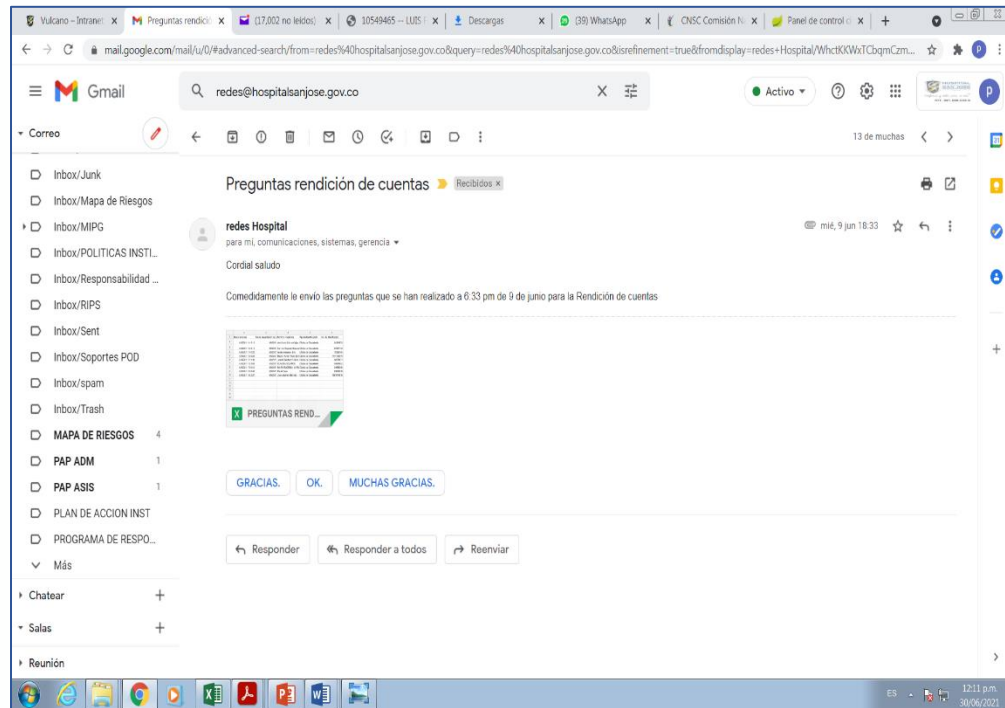 Vulcano – Intranet
Preguntas rendició
(17,002 no leídos)
10549465 -- LUIS F
Descargas
(39) WhatsApp
CNSC Comisión N
Panel de control d
mail.google.com/mail/u/0/#advanced-search/from=redes%40hospitalsanjose.gov.co&query=redes%40hospitalsanjose.gov.co&isrefinement=true&fromdisplay=redes+Hospital/WhctKKWxTCbqmCzm...
Gmail
redes@hospitalsanjose.gov.co
Activo
P
Correo
13 de muchas
Inbox/Junk
Inbox/Mapa de Riesgos
Inbox/MIPG
Inbox/POLITICAS INSTI...
Inbox/Responsabilidad ...
Inbox/RIPS
Inbox/Sent
Inbox/Soportes POD
Inbox/spam
Inbox/Trash
MAPA DE RIESGOS 4
PAP ADM 1
PAP ASIS 1
PLAN DE ACCION INST
PROGRAMA DE RESPO...
Más
Chatear
Salas
Reunión
Preguntas rendición de cuentas
Recibidos x
redes Hospital
mié, 9 jun 18:33
para mí, comunicaciones, sistemas, gerencia
Cordial saludo
Comedidamente le envío las preguntas que se han realizado a 6:33 pm de 9 de junio para la Rendición de cuentas
PREGUNTAS REND...
GRACIAS.
OK.
MUCHAS GRACIAS.
Responder
Responder a todos
Reenviar
ES
12:11 p.m.
30/06/2021